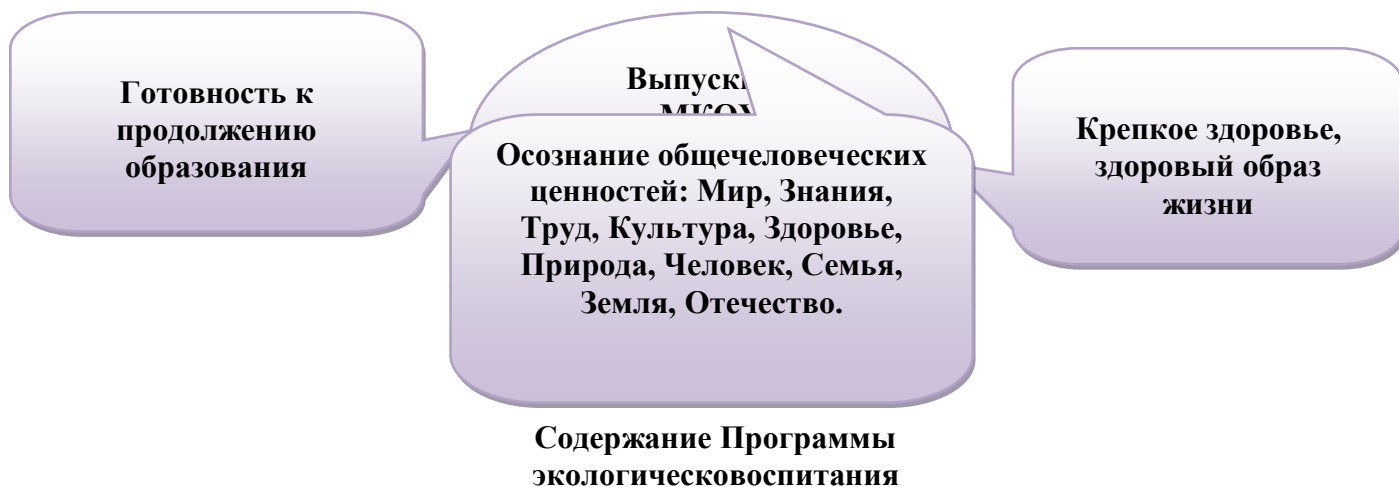 Готовность к
продолжению
образования
Осознание общечеловеческих
ценностей: Мир, Знания,
Труд, Культура, Здоровье,
Природа, Человек, Семья,
Земля, Отечество.
Крепкое здоровье,
здоровый образ
жизни
Содержание Программы
экологическовоспитания